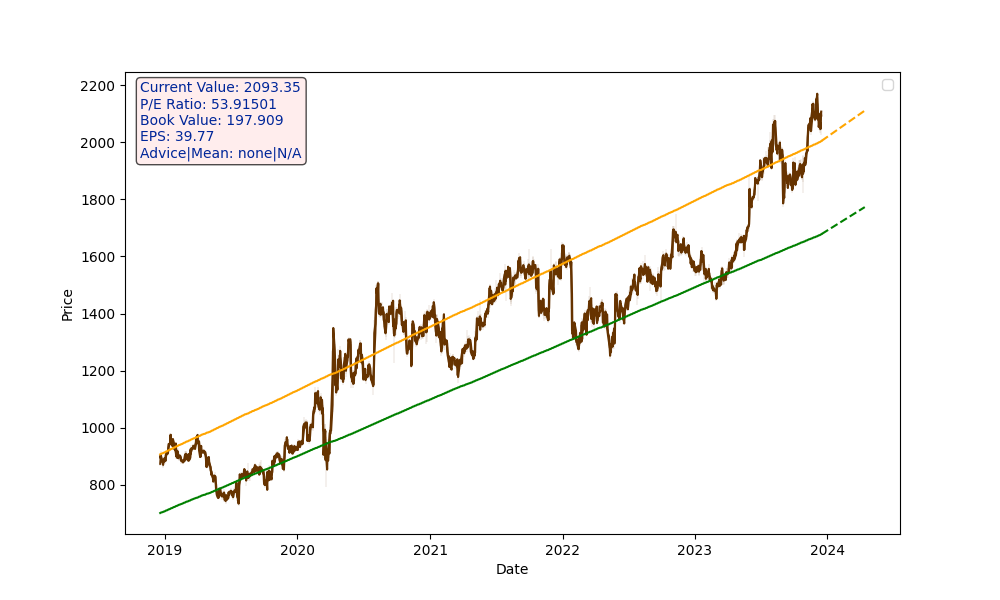 Current Value: 2093.35
P/E Ratio: 53.91501
Book Value: 197.909
EPS: 39.77
Advice|Mean: none|N/A
2200
2000
1800
1600
1400
1200
1000
800
Price
2019 2020 2021 2022 2023 2024
Date